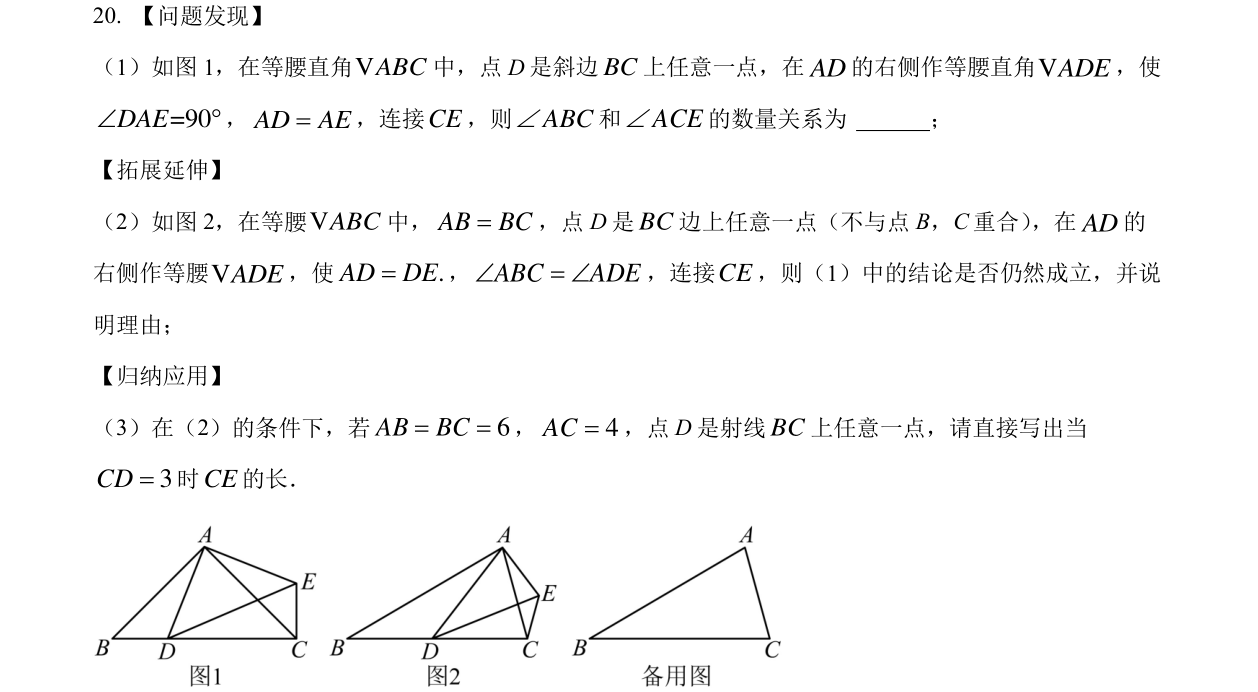 20. 【问题发现】
（1）如图 1，在等腰直角VABC 中，点 D 是斜边 BC 上任意一点，在 AD 的右侧作等腰直角VADE，使
∠DAE=90°，AD = AE，连接CE，则∠ABC 和∠ACE 的数量关系为 ______；
【拓展延伸】
（2）如图 2，在等腰VABC 中，AB = BC，点 D 是 BC 边上任意一点（不与点 B，C 重合），在 AD 的
右侧作等腰VADE，使 AD = DE.，∠ABC = ∠ADE，连接CE，则（1）中的结论是否仍然成立，并说
明理由；
【归纳应用】
（3）在（2）的条件下，若 AB = BC = 6，AC = 4，点 D 是射线 BC 上任意一点，请直接写出当
CD = 3时 CE 的长．
A
E
B
D
C
图1
A
E
B
D
C
图2
A
B
C
备用图